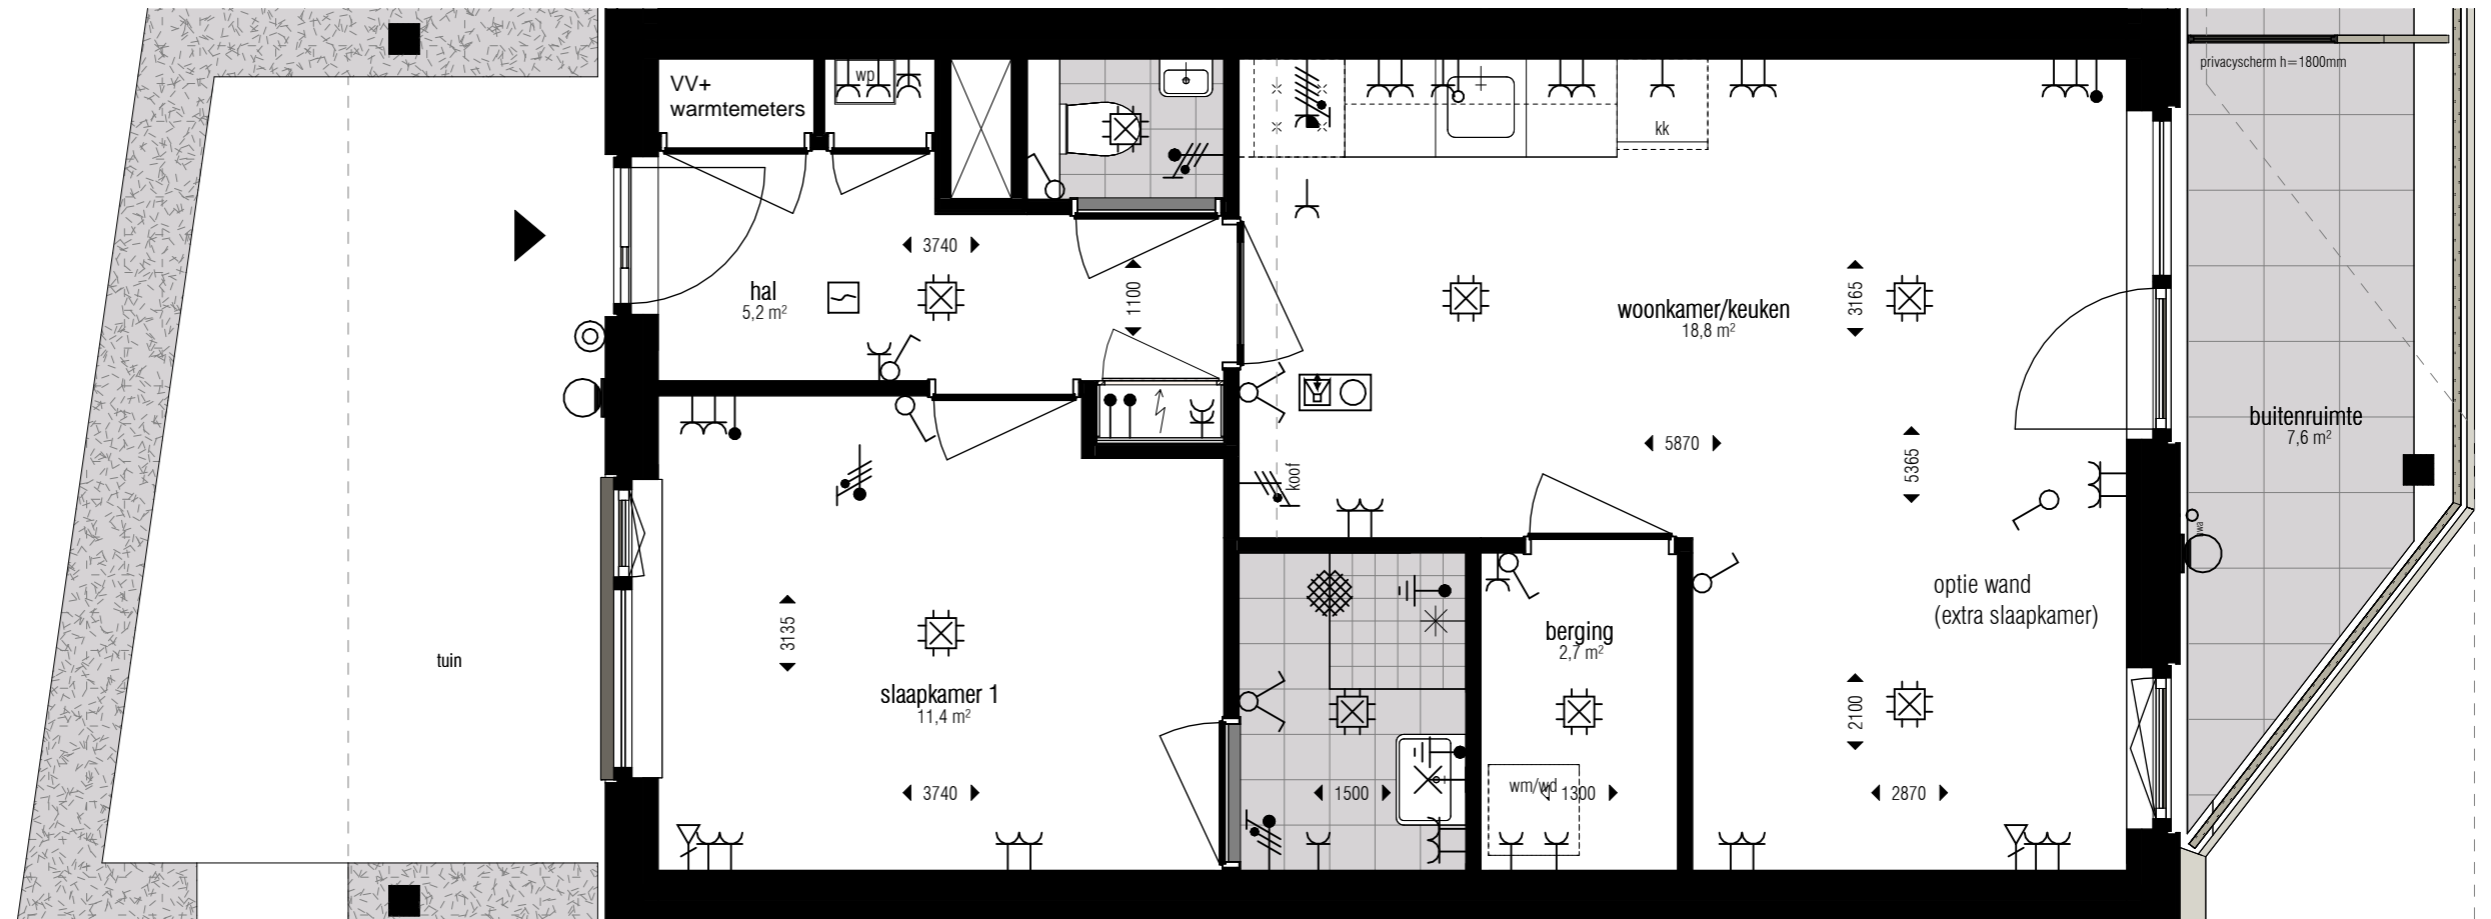 privacyscherm h=1800mm
VV+
warmtemeters
wp
kk
3740
1100
hal
5,2 m²
woonkamer/keuken
18,8 m²
3165
buitenruimte
7,6 m²
5870
5365
koof
tuin
3135
slaapkamer 1
11,4 m²
3740
berging
2,7 m²
optie wand
(extra slaapkamer)
2100
1500
wm/wd
1300
2870